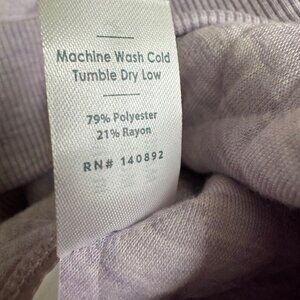 Machine Wash Cold
Tumble Dry Low
79% Polyester
21% Rayon
RN# 140892